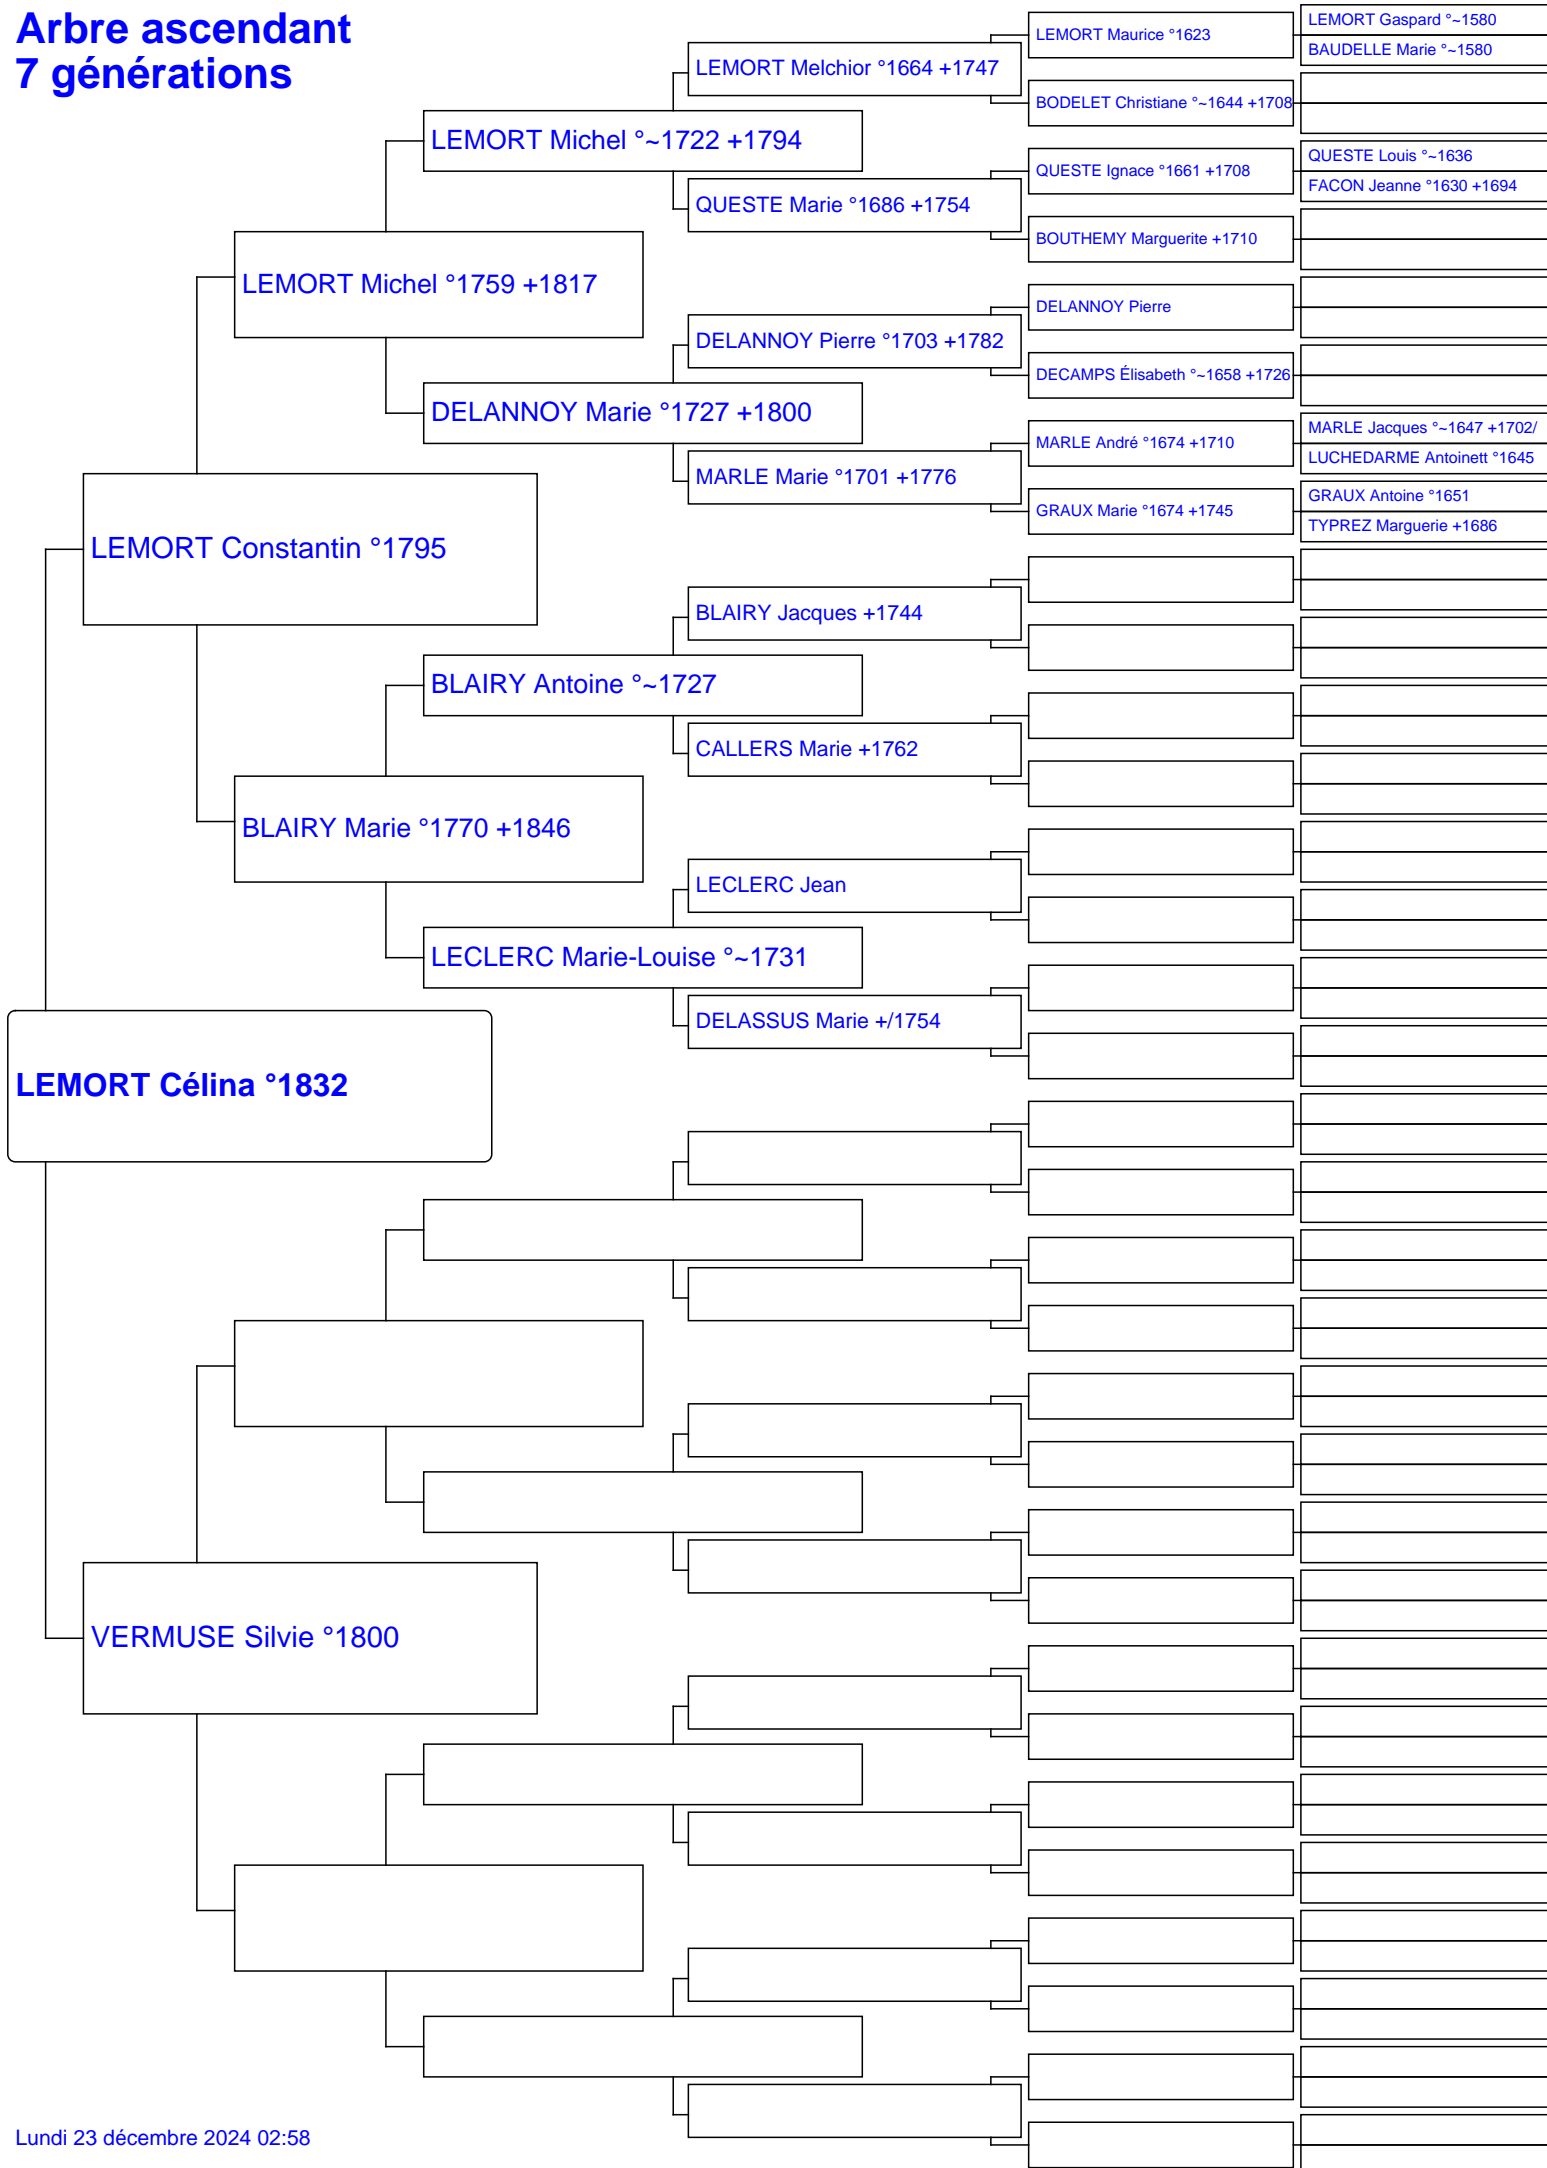 Arbre ascendant
7 générations
LEMORT Gaspard °~1580
BAUDELLE Marie °~1580
LEMORT Maurice °1623
LEMORT Melchior °1664 +1747
BODELET Christiane °~1644 +1708
LEMORT Michel °~1722 +1794
QUESTE Louis °~1636
FACON Jeanne °1630 +1694
QUESTE Ignace °1661 +1708
QUESTE Marie °1686 +1754
BOUTHEMY Marguerite +1710
LEMORT Michel °1759 +1817
DELANNOY Pierre
DELANNOY Pierre °1703 +1782
DECAMPS Élisabeth °~1658 +1726
DELANNOY Marie °1727 +1800
MARLE Jacques °~1647 +1702/
LUCHEDARME Antoinett °1645
MARLE André °1674 +1710
MARLE Marie °1701 +1776
GRAUX Antoine °1651
TYPREZ Marguerie +1686
GRAUX Marie °1674 +1745
LEMORT Constantin °1795
BLAIRY Jacques +1744
BLAIRY Antoine °~1727
CALLERS Marie +1762
BLAIRY Marie °1770 +1846
LECLERC Jean
LECLERC Marie-Louise °~1731
DELASSUS Marie +/1754
LEMORT Célina °1832
VERMUSE Silvie °1800
Lundi 23 décembre 2024 02:58